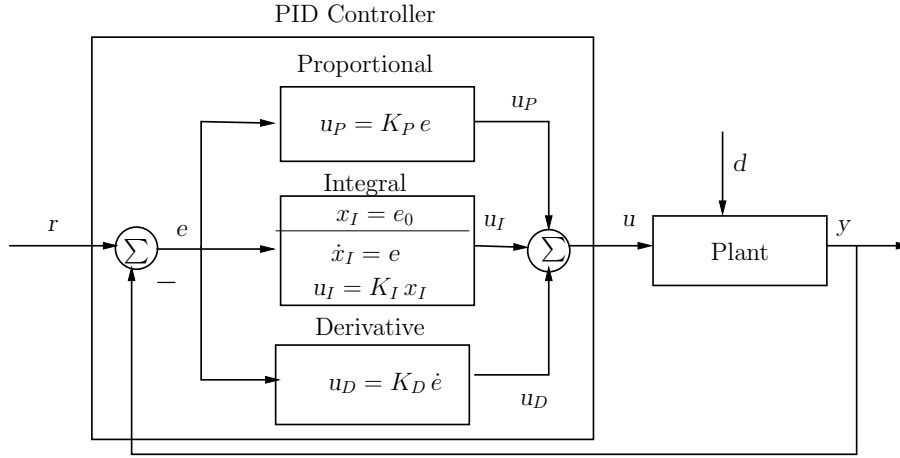 PID Controller
Proportional
u_P = K_P e
u_P
Integral
x_I = e_0
ẋ_I = e
u_I = K_I x_I
u_I
Derivative
u_D = K_D ė
u_D
r
∑
−
e
∑
u
d
Plant
y